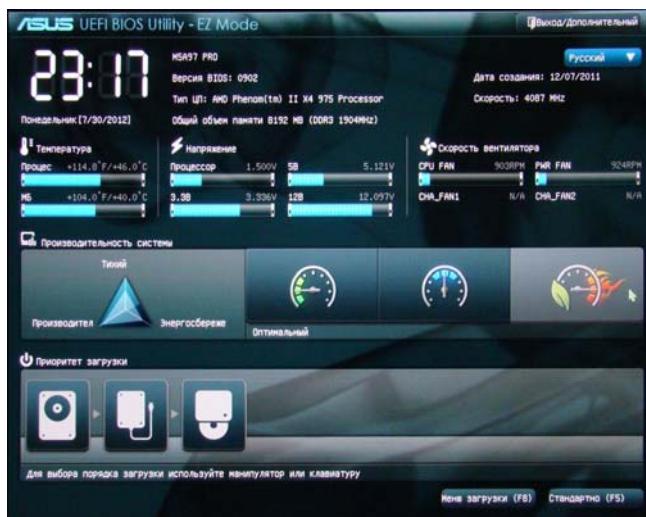 ASUS UEFI BIOS Utility - EZ Mode
Выход/Дополнительный
23:17
Понедельник[7/30/2012]
M5A97 PRO
Русский
Версия BIOS: 0902
Дата создания: 12/07/2011
Тип ЦП: AMD Phenom(tm) II X4 975 Processor
Скорость: 4087 MHz
Общий объем памяти 8192 MB (DDR3 1904MHz)
Температура
Процес +114.8°F/+46.0°C
МБ +104.0°F/+40.0°C
Напряжение
Процессор 1.500V 5В 5.121V
3.3В 3.336V 12В 12.097V
Скорость вентилятора
CPU FAN 903RPM PWR FAN 924RPM
CHA_FAN1 N/A CHA_FAN2 N/A
Производительность системы
Тихий
Производител Энергосбереже
Оптимальный
Приоритет загрузки
Для выбора порядка загрузки используйте манипулятор или клавиатуру
Меню загрузки (F8) Стандартно (F5)